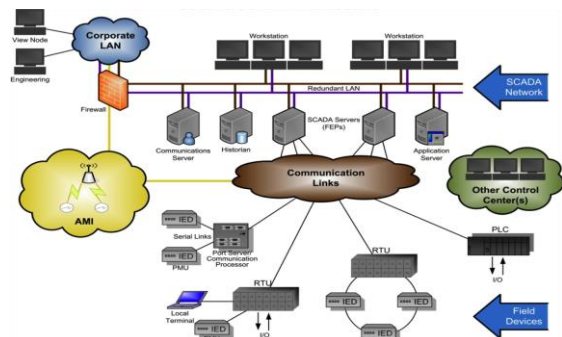 View Node
Corporate
LAN
Engineering
Firewall
Workstation
Workstation
Redundant LAN
SCADA
Network
Communications
Server
Historian
SCADA Servers
(FEPs)
Application
Server
AMI
Communication
Links
Other Control
Center(s)
IED
Serial Links
IED
PMU
Port Server/
Communication
Processor
PLC
I/O
RTU
RTU
Local
Terminal
I/O
IED
IED
IED
Field
Devices